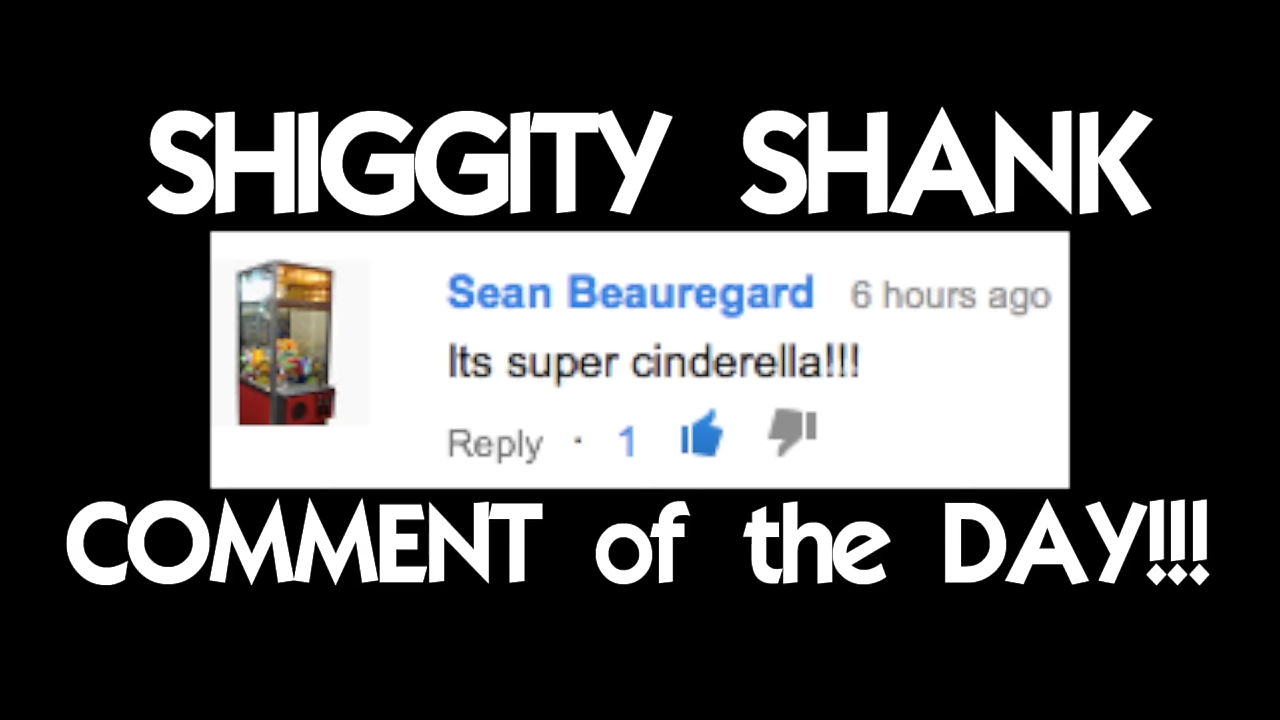 SHIGGITY SHANK
Sean Beauregard 6 hours ago
Its super cinderella!!!
Reply · 1
COMMENT of the DAY!!!